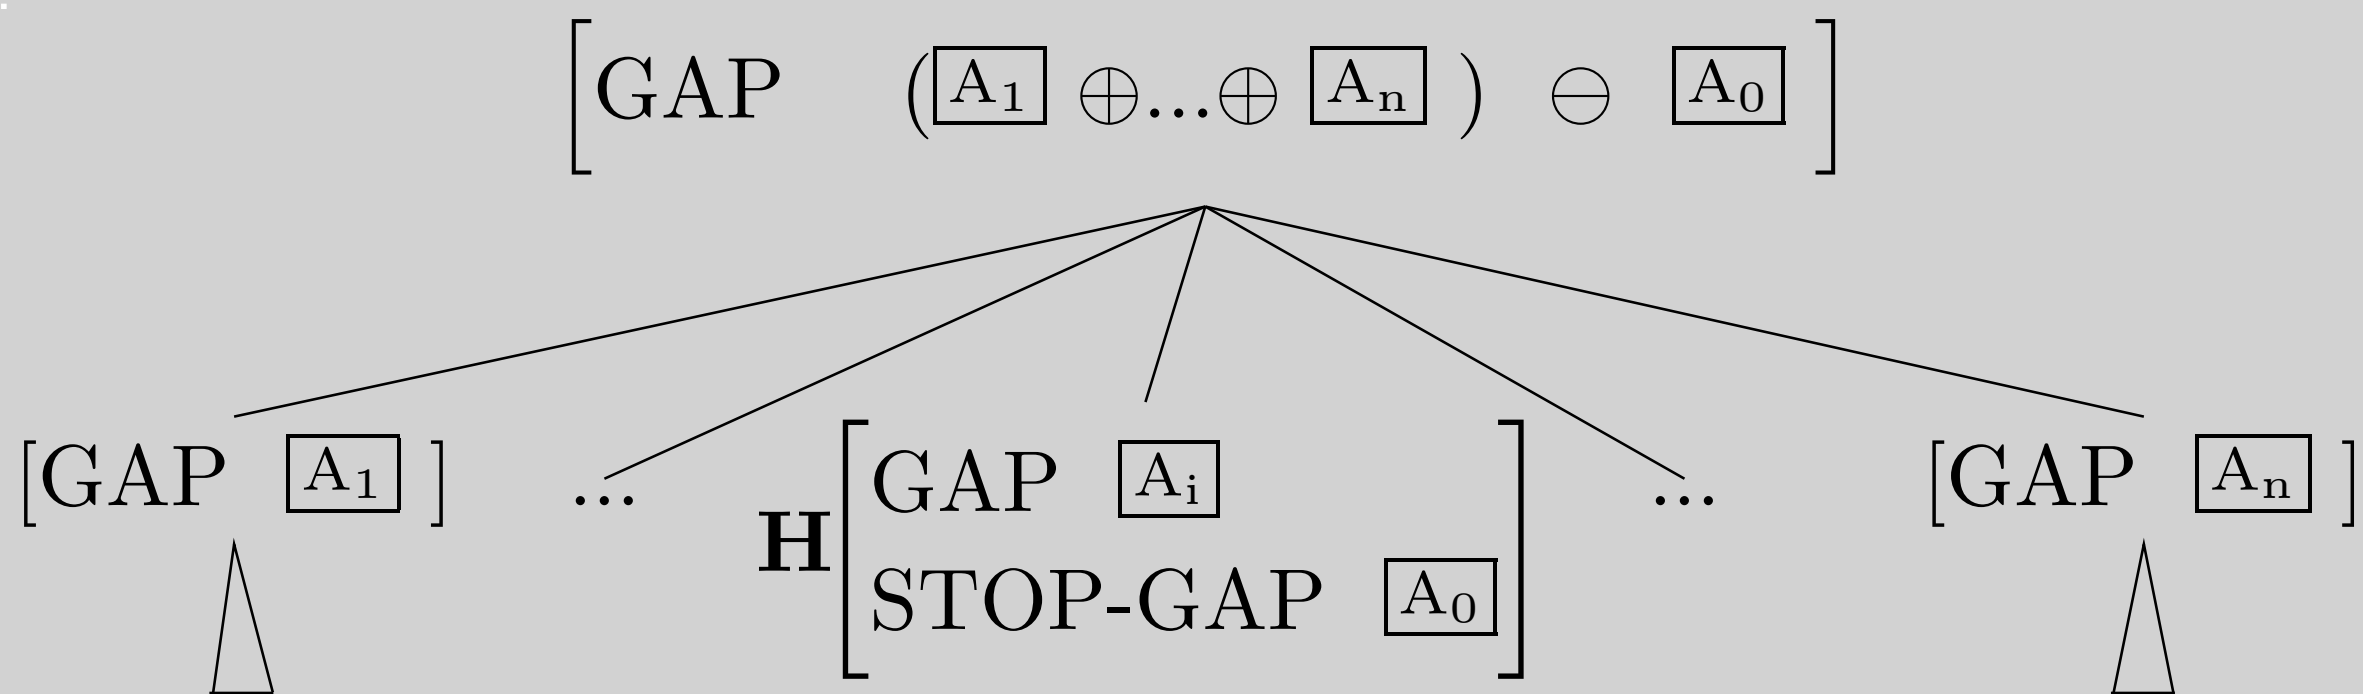 [GAP (A₁ ⊕...⊕ Aₙ) ⊖ A₀]
[GAP A₁] ... H[GAP Aᵢ ... [GAP Aₙ]
STOP-GAP A₀]